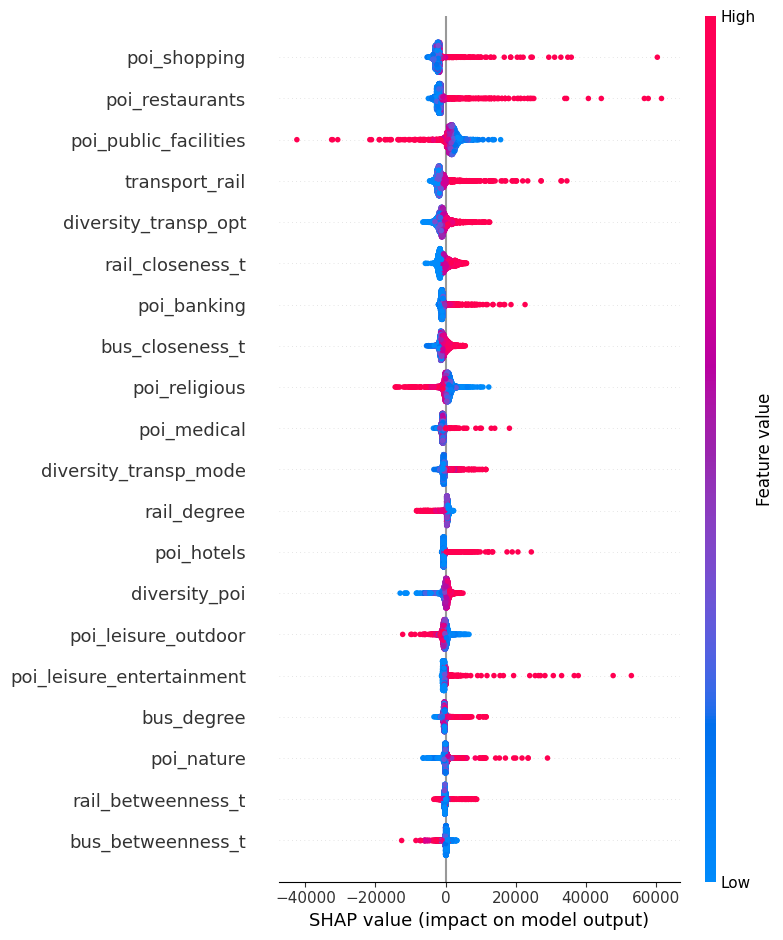 High
poi_shopping
poi_restaurants
poi_public_facilities
transport_rail
diversity_transp_opt
rail_closeness_t
poi_banking
bus_closeness_t
poi_religious
poi_medical
diversity_transp_mode
rail_degree
poi_hotels
diversity_poi
poi_leisure_outdoor
poi_leisure_entertainment
bus_degree
poi_nature
rail_betweenness_t
bus_betweenness_t
Feature value
Low
−40000 −20000 0 20000 40000 60000
SHAP value (impact on model output)